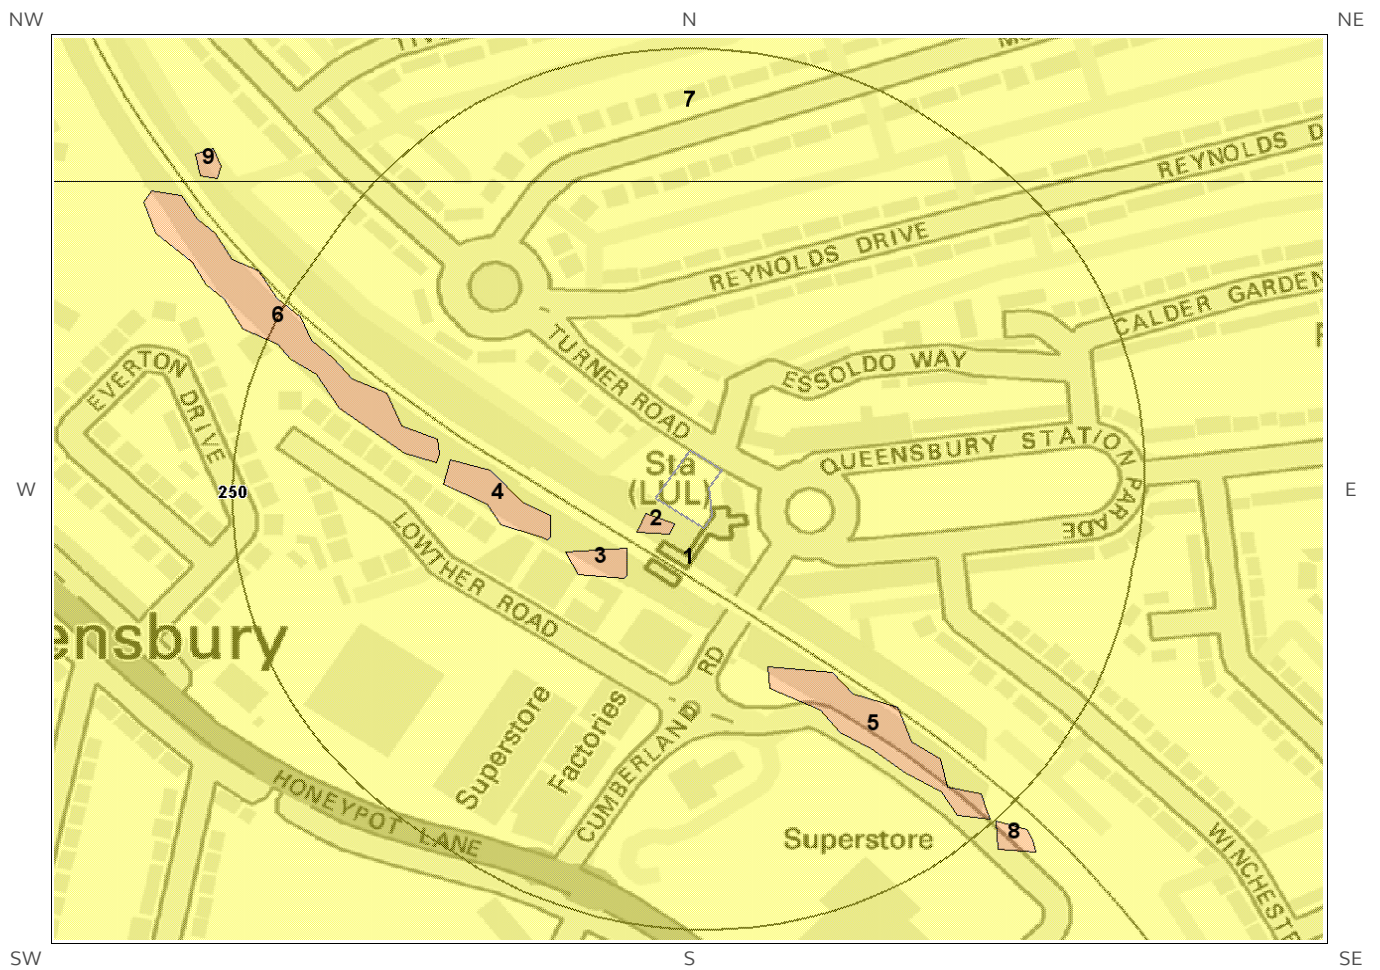 NW
N
NE
7
9
REYNOLDS D
REYNOLDS DRIVE
CALDER GARDEN
6
TURNER ROAD
ESSOLDO WAY
EVERTON DRIVE
QUEENSBURY STATION PARADE
Sta
(LUL)
W
250
4
E
2
LOWTHER ROAD
3
1
ensbury
RD
5
Superstore
Factories
CUMBERLAND
HONEYPOT LANE
Superstore
8
WINCHESTE
SW
S
SE